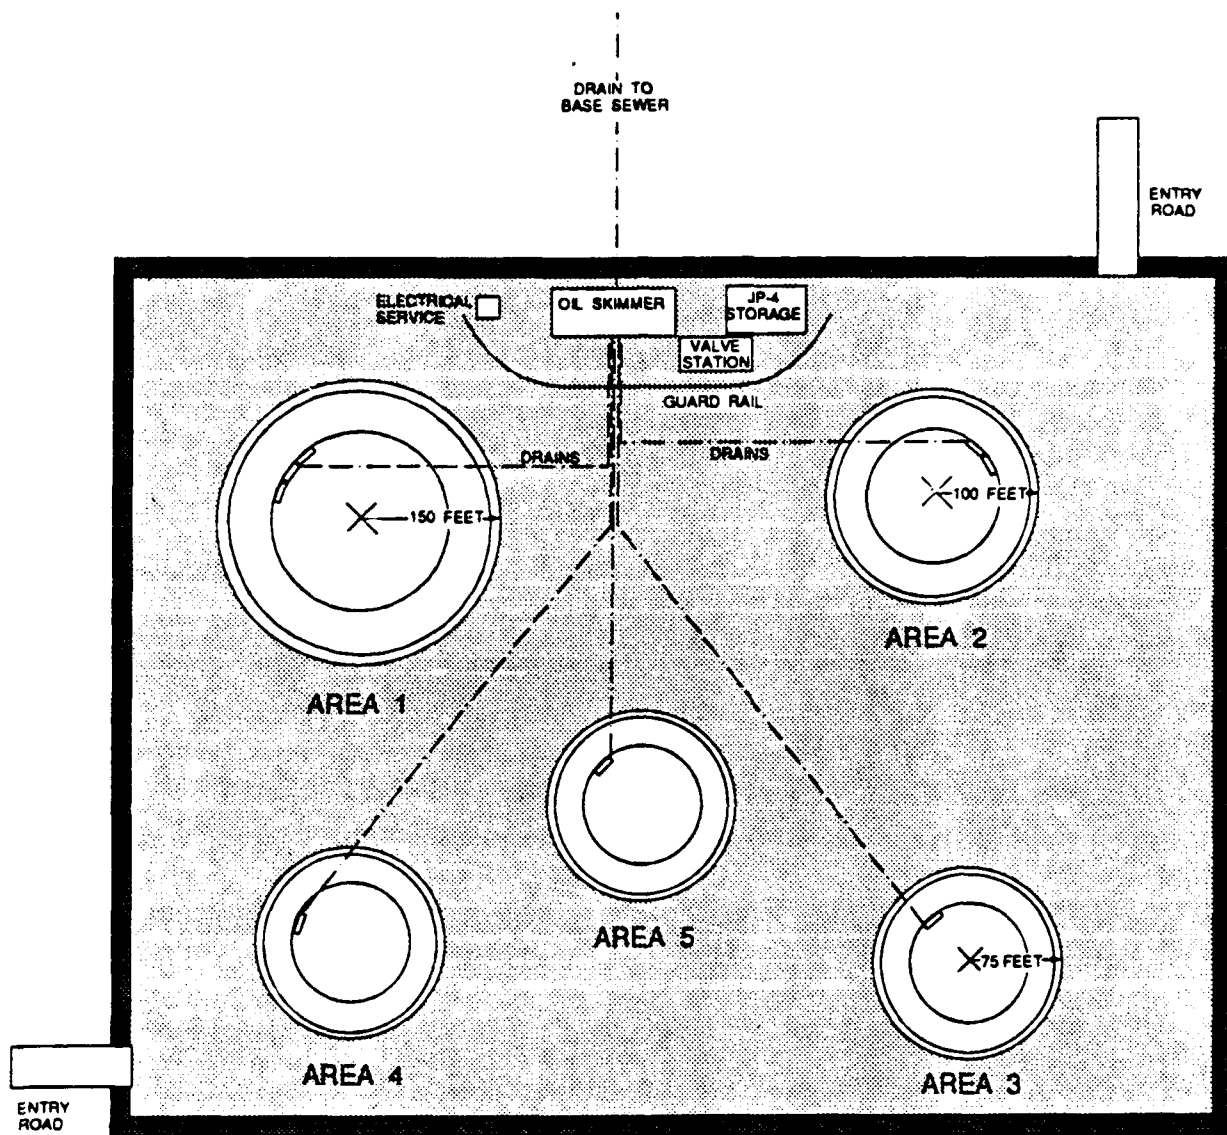 DRAIN TO
BASE SEWER
ENTRY
ROAD
ELECTRICAL
SERVICE
OIL SKIMMER
JP-4
STORAGE
VALVE
STATION
GUARD RAIL
DRAINS
DRAINS
150 FEET
100 FEET
AREA 2
AREA 1
AREA 5
75 FEET
AREA 4
AREA 3
ENTRY
ROAD